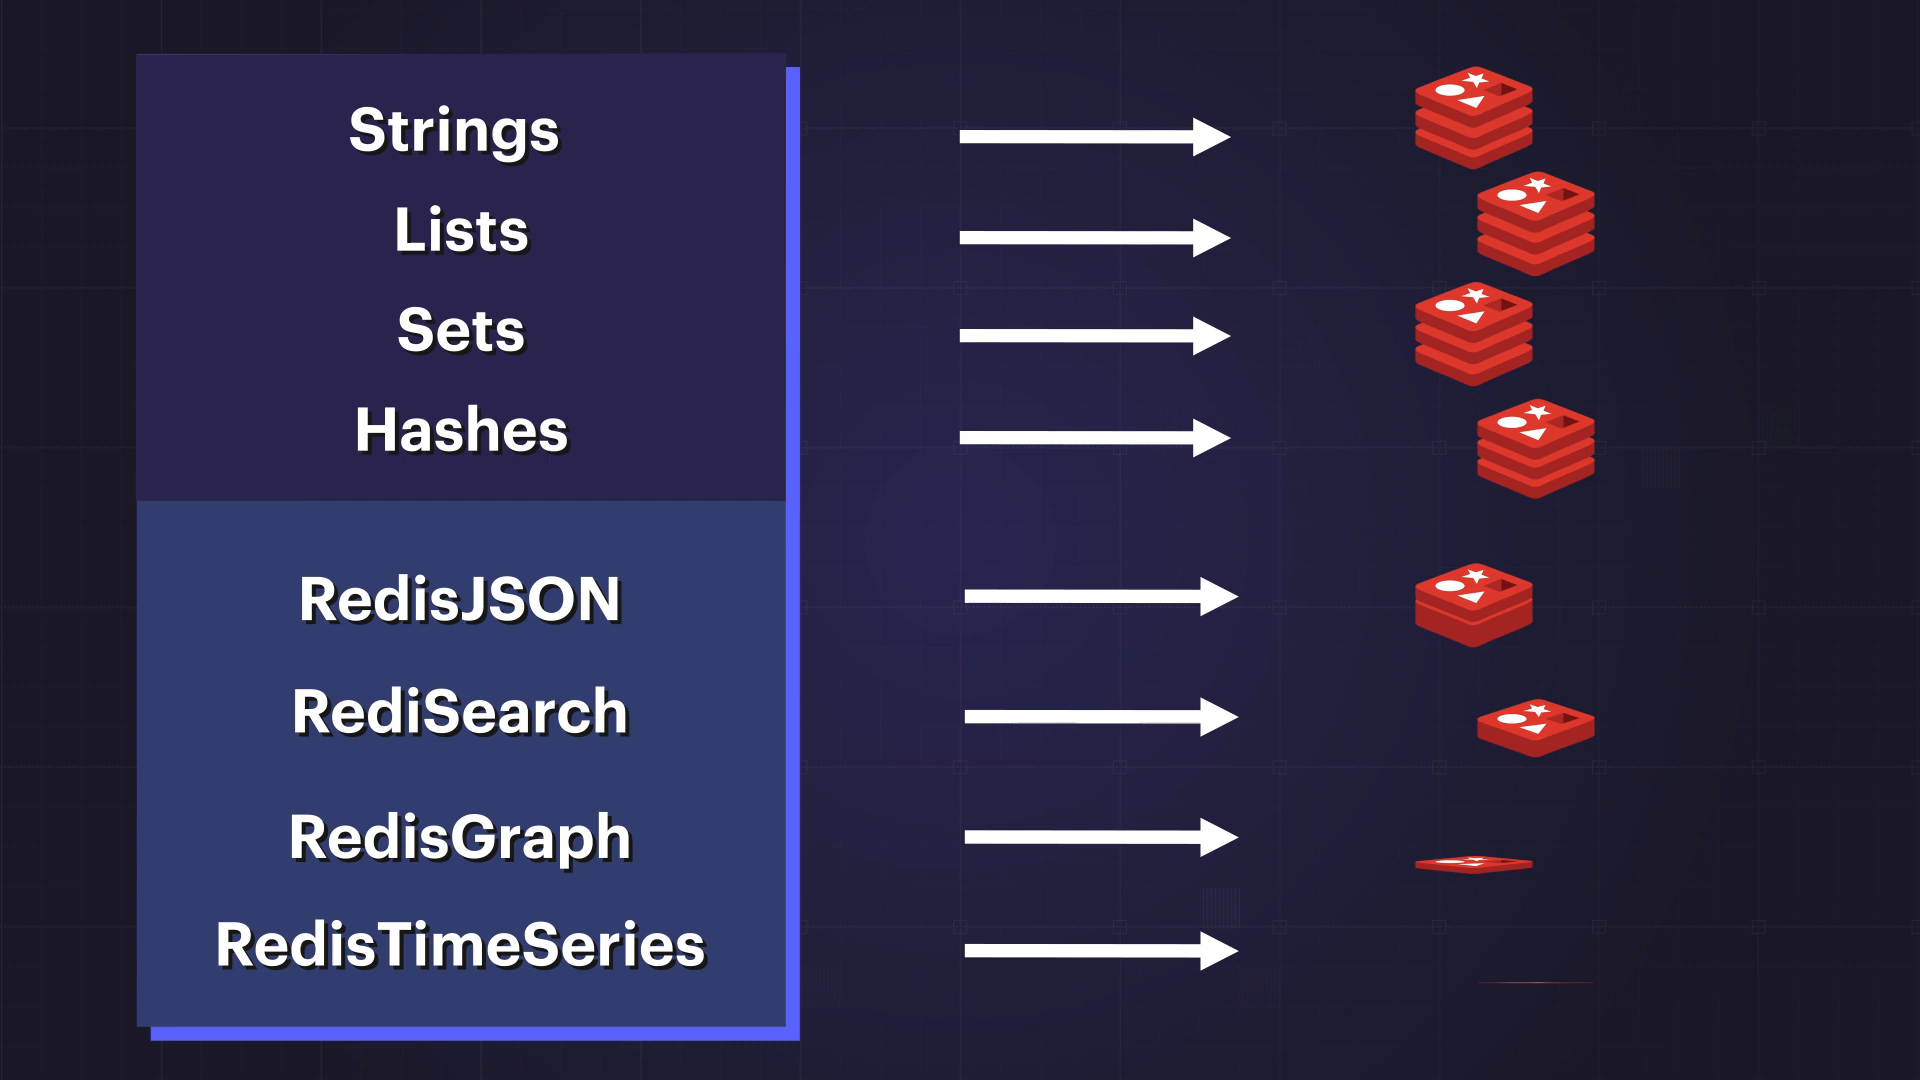 Strings
Lists
Sets
Hashes
RedisJSON
RediSearch
RedisGraph
RedisTimeSeries